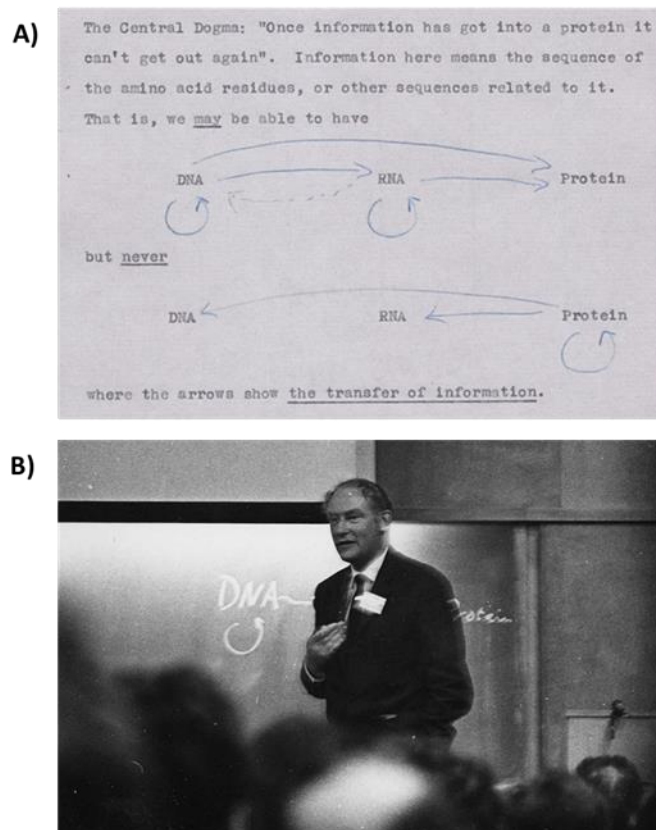 A)
The Central Dogma: "Once information has got into a protein it
can't get out again". Information here means the sequence of
the amino acid residues, or other sequences related to it.
That is, we may be able to have
DNA RNA Protein
but never
DNA RNA Protein
where the arrows show the transfer of information.
B)
DNA Protein